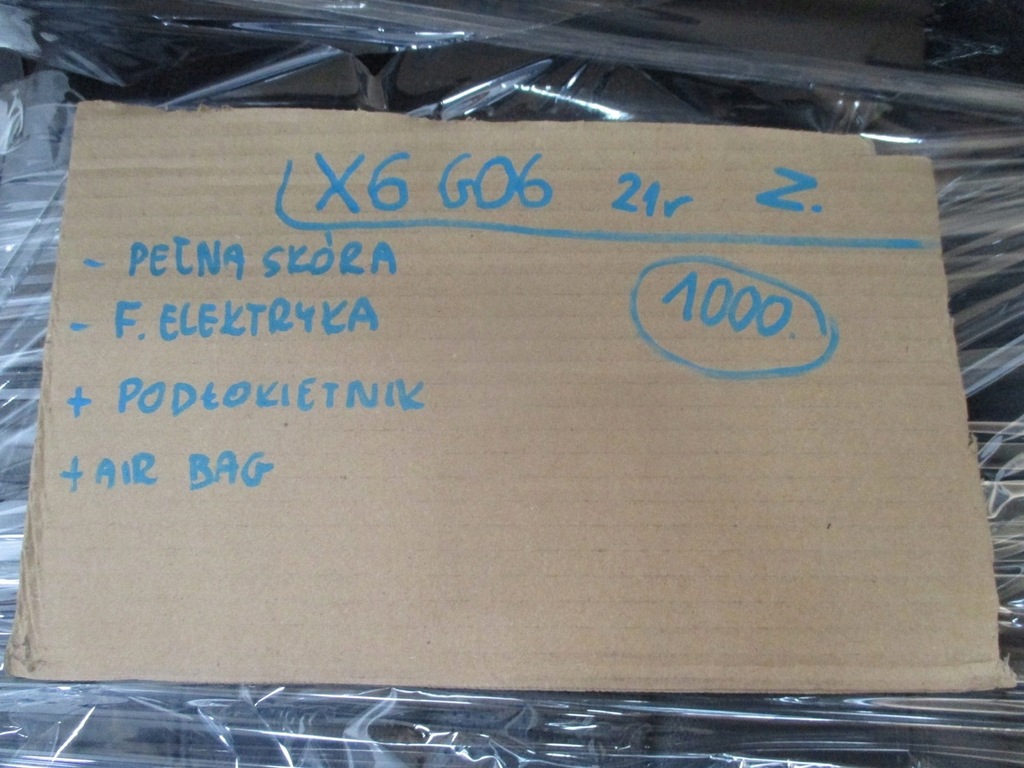 X6 G06 21r Z.
- PEŁNA SKÓRA
1000.
- F. ELEKTRYKA
+ PODŁOKIETNIK
+ AIR BAG